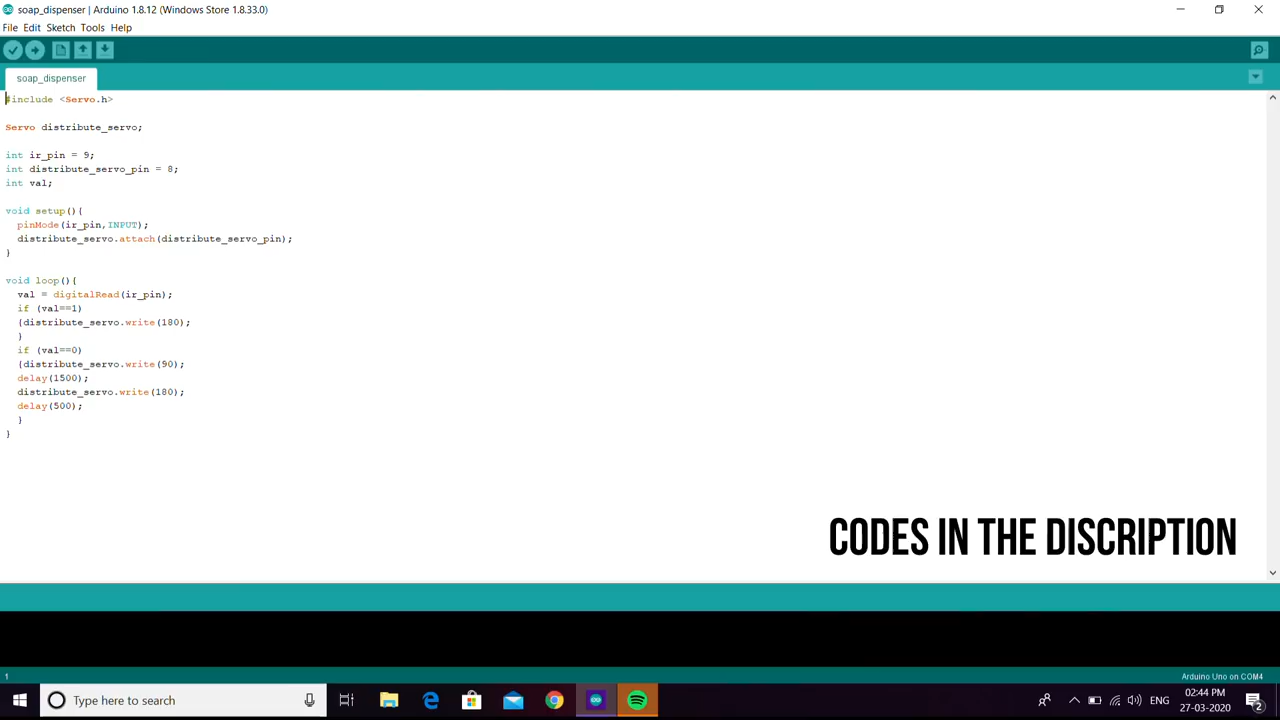 soap_dispenser | Arduino 1.8.12 (Windows Store 1.8.33.0)
File Edit Sketch Tools Help
soap_dispenser
#include <Servo.h>
Servo distribute_servo;
int ir_pin = 9;
int distribute_servo_pin = 8;
int val;
void setup(){
pinMode(ir_pin,INPUT);
distribute_servo.attach(distribute_servo_pin);
}
void loop(){
val = digitalRead(ir_pin);
if (val==1)
{distribute_servo.write(180);
}
if (val==0)
{distribute_servo.write(90);
delay(1500);
distribute_servo.write(180);
delay(500);
}
}
CODES IN THE DISCRIPTION
1
Arduino Uno on COM4
Type here to search
ENG
02:44 PM
27-03-2020
2